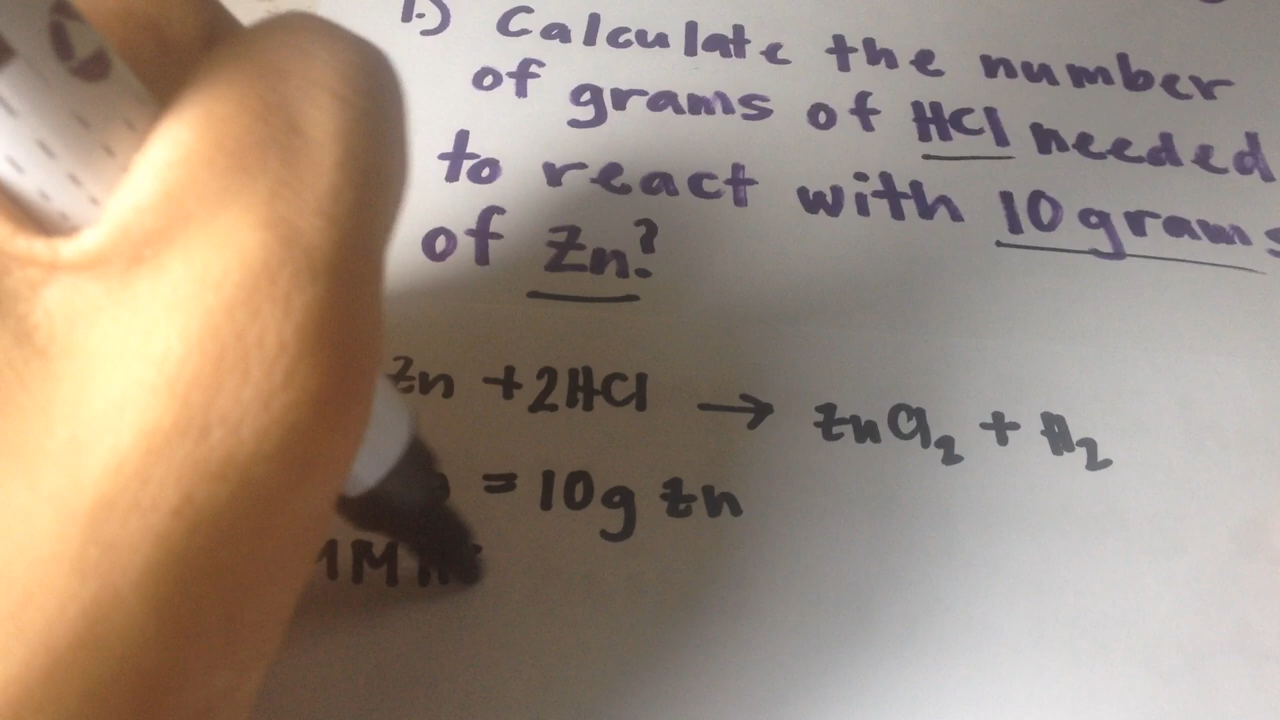 1.) Calculate the number
of grams of HCl needed
to react with 10 grams
of Zn?
Zn + 2HCl → ZnCl₂ + H₂
= 10g Zn